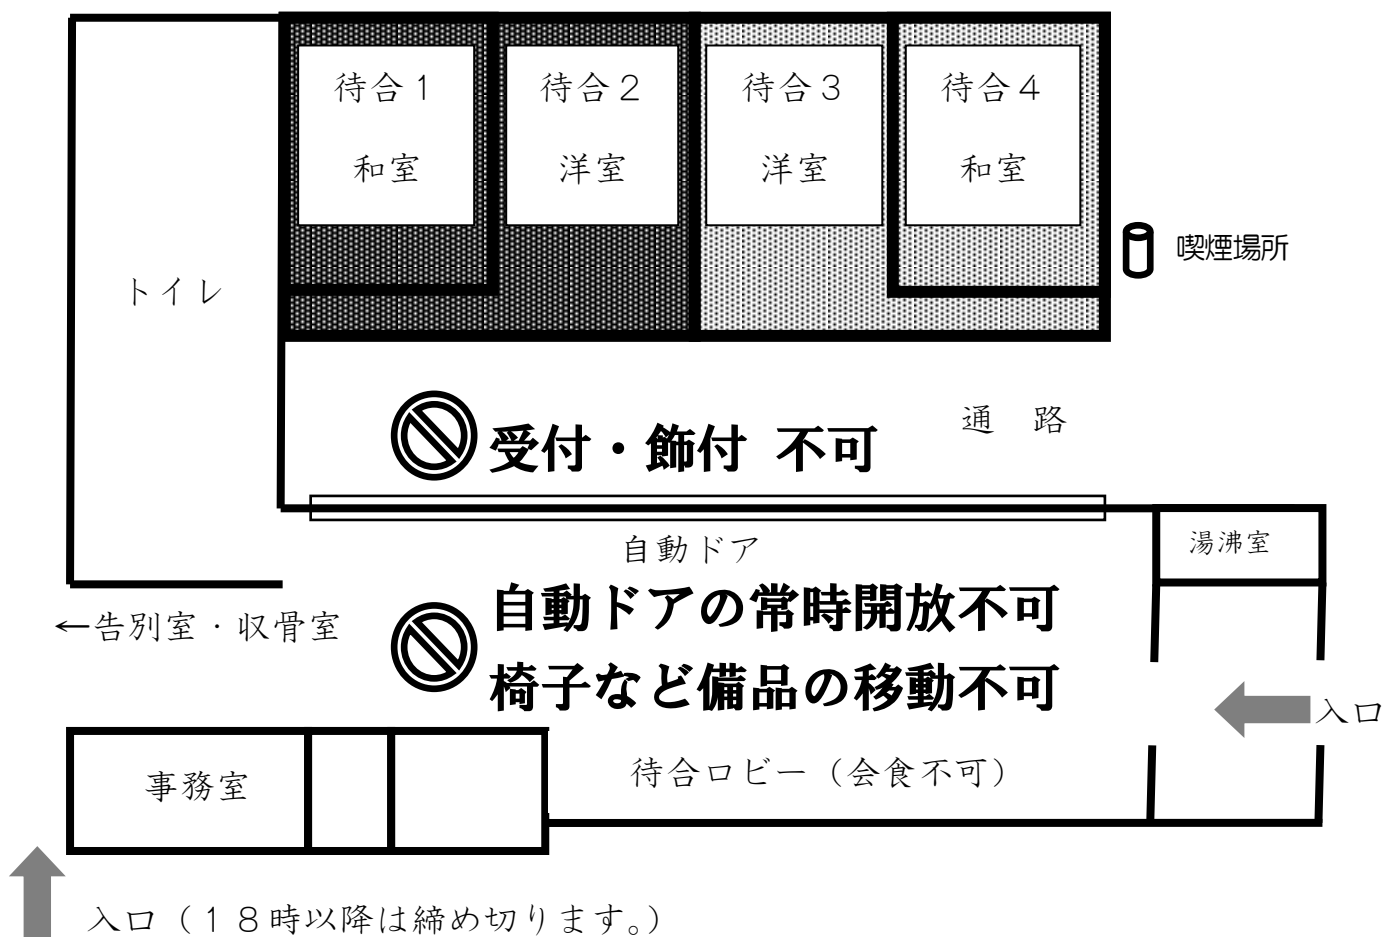 待合１
和室
待合２
洋室
待合３
洋室
待合４
和室
喫煙場所
トイレ
通　路
受付・飾付 不可
自動ドア
湯沸室
自動ドアの常時開放不可
←告別室・収骨室
椅子など備品の移動不可
入口
事務室
待合ロビー（会食不可）
入口（１８時以降は締め切ります。）